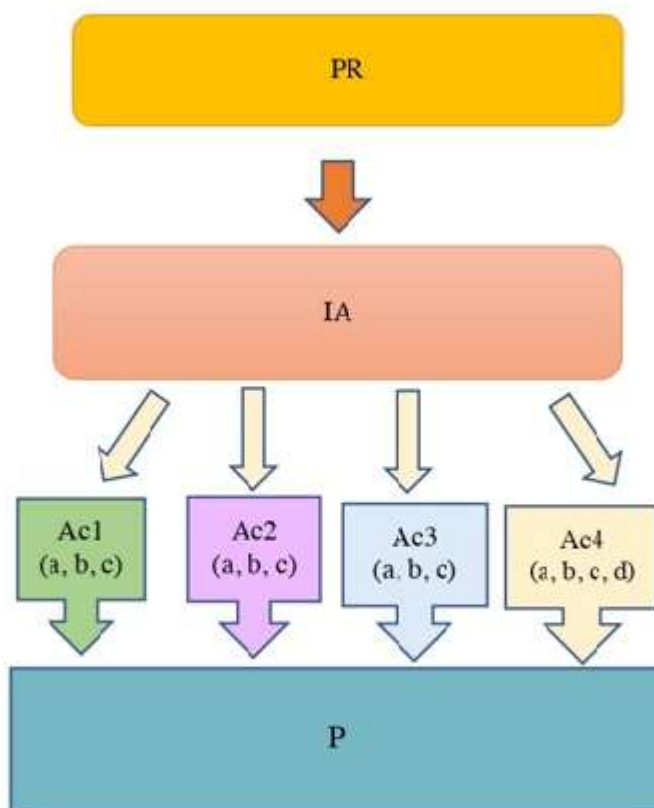 PR
IA
Ac1
(a, b, c)
Ac2
(a, b, c)
Ac3
(a, b, c)
Ac4
(a, b, c, d)
P